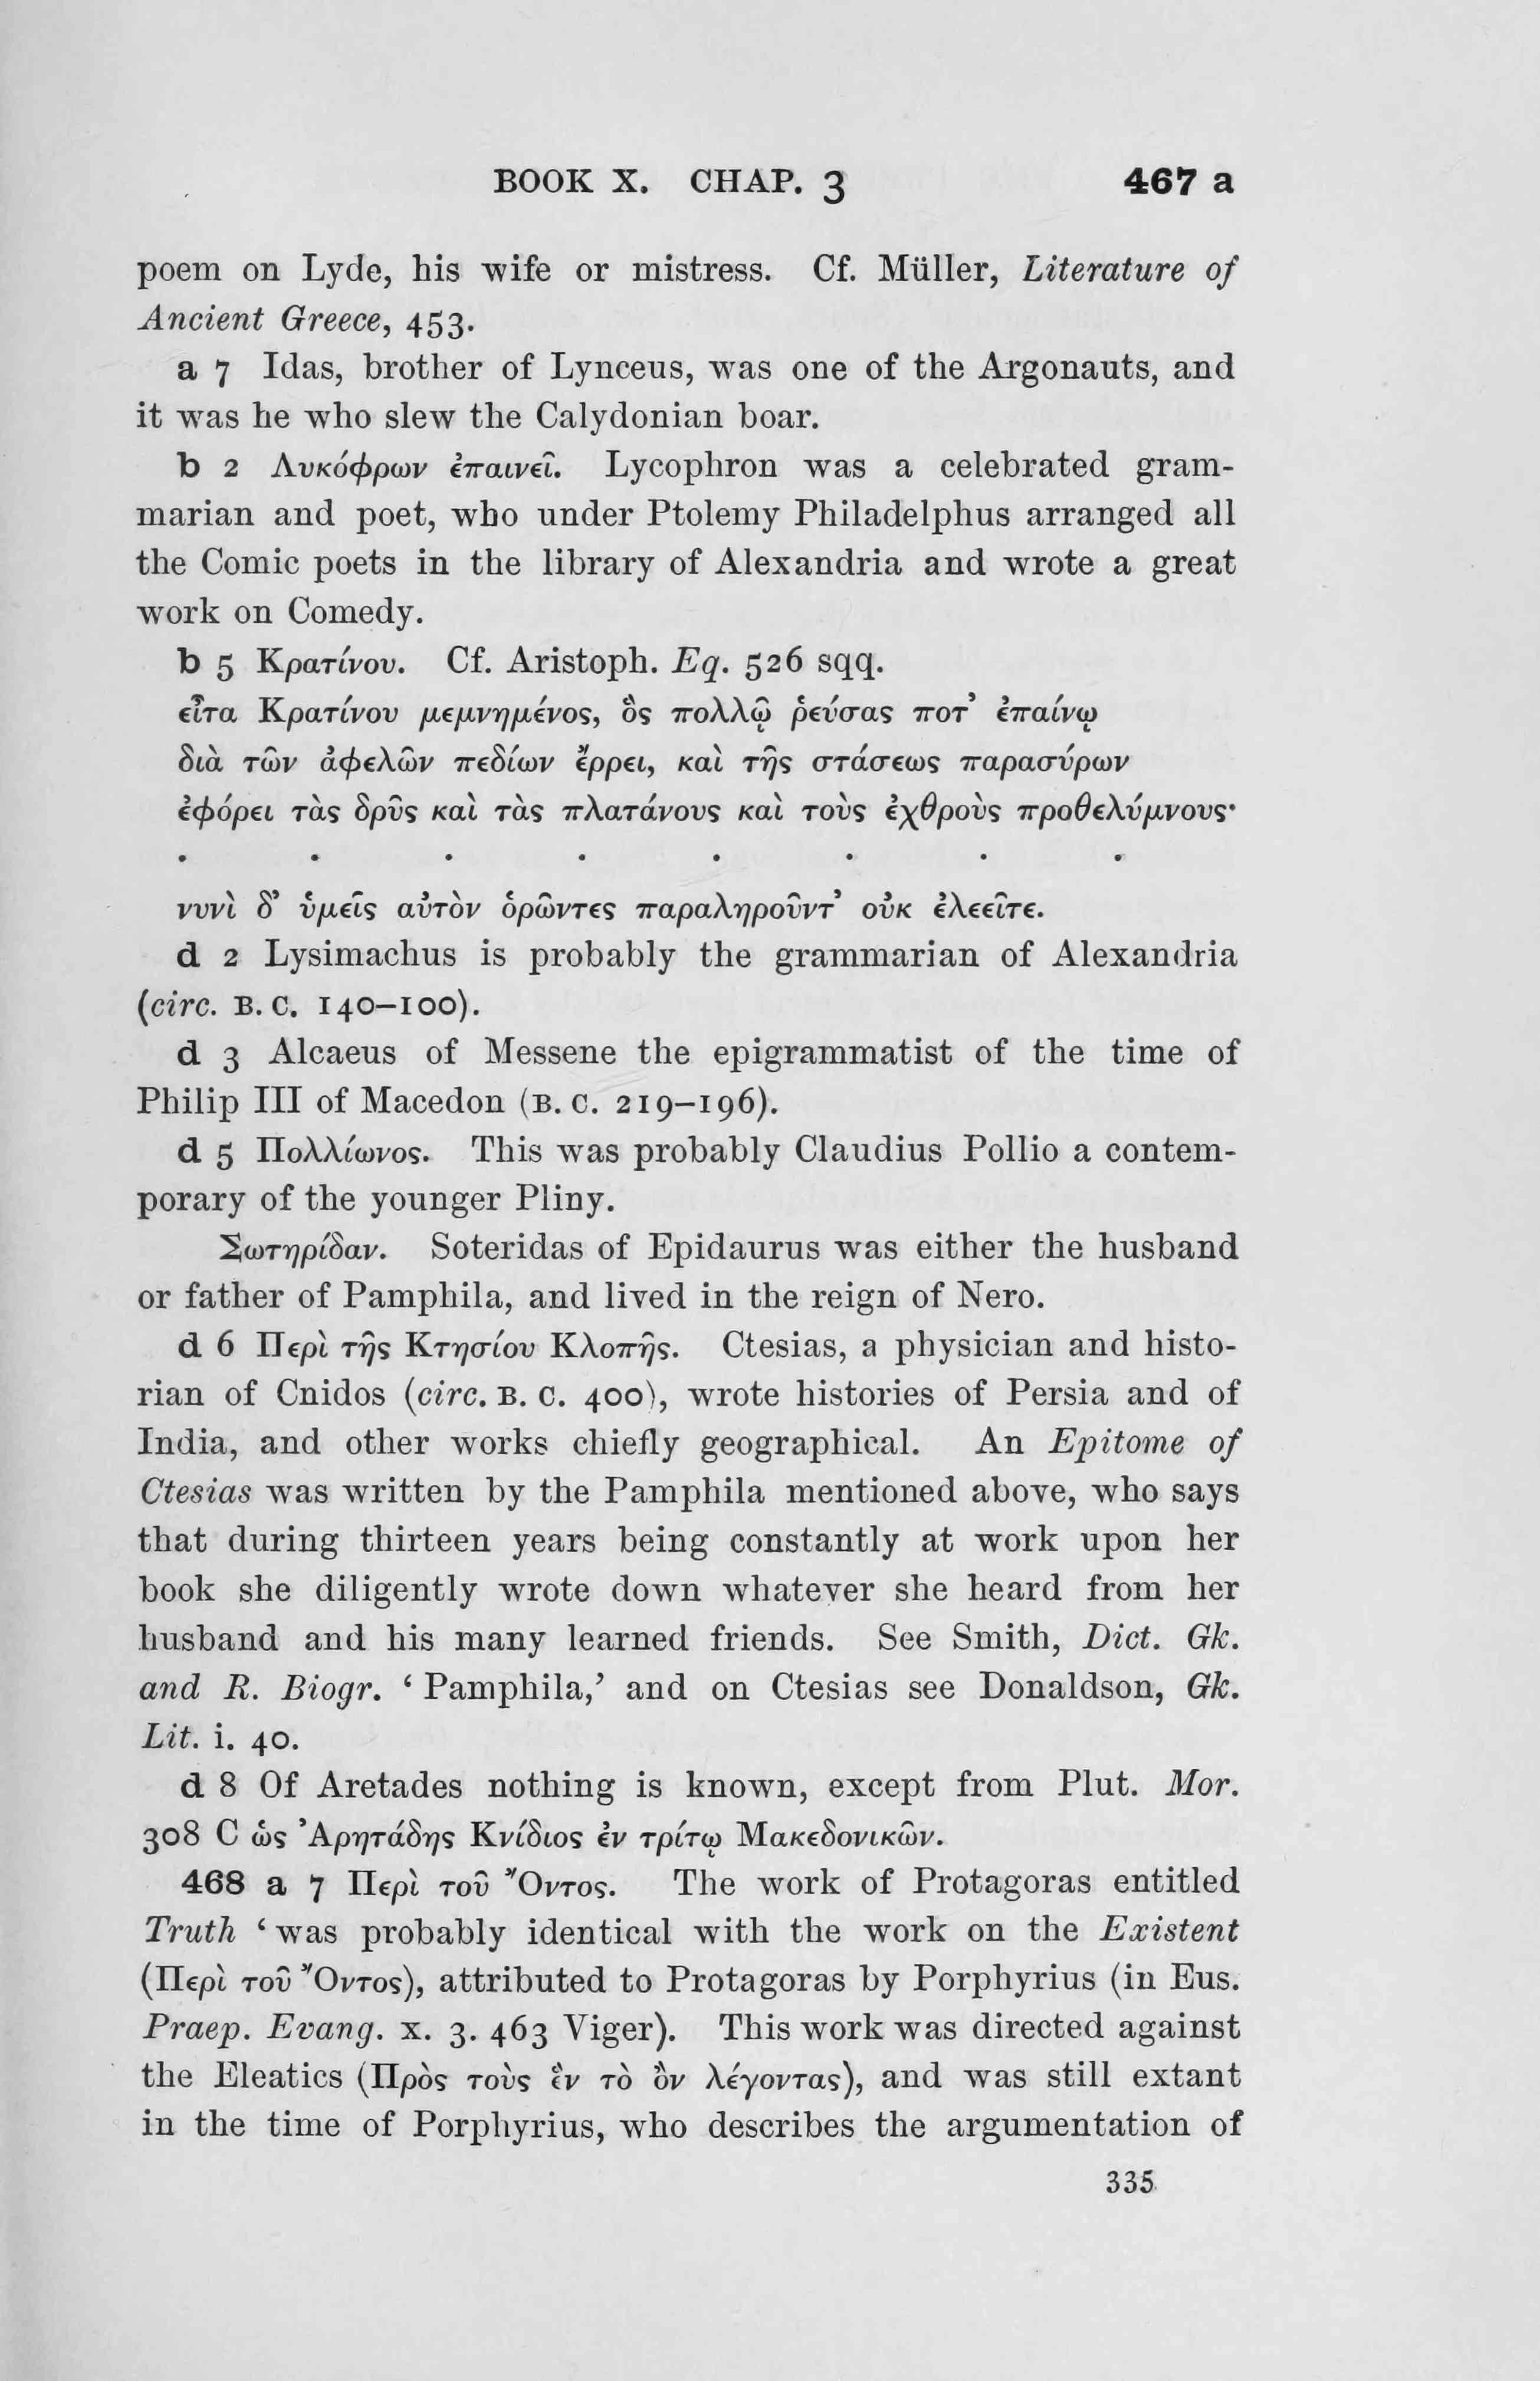 BOOK X. CHAP. 3 467 a
poem on Lyde, his wife or mistress. Cf. Müller, Literature of
Ancient Greece, 453.
a 7 Idas, brother of Lynceus, was one of the Argonauts, and
it was he who slew the Calydonian boar.
b 2 Λυκόφρων ἐπαινεῖ. Lycophron was a celebrated gram-
marian and poet, who under Ptolemy Philadelphus arranged all
the Comic poets in the library of Alexandria and wrote a great
work on Comedy.
b 5 Κρατίνου. Cf. Aristoph. Eq. 526 sqq.
εἶτα Κρατίνου μεμνημένος, ὃς πολλῷ ῥεύσας ποτ’ ἐπαίνῳ
διὰ τῶν ἀφελῶν πεδίων ἔρρει, καὶ τῆς στάσεως παρασύρων
ἐφόρει τὰς δρῦς καὶ τὰς πλατάνους καὶ τοὺς ἐχθροὺς προθελύμνους·
. . . . . . . .
νυνὶ δ’ ὑμεῖς αὐτὸν ὁρῶντες παραληροῦντ’ οὐκ ἐλεεῖτε.
d 2 Lysimachus is probably the grammarian of Alexandria
(circ. B. C. 140–100).
d 3 Alcaeus of Messene the epigrammatist of the time of
Philip III of Macedon (B. C. 219–196).
d 5 Πολλίωνος. This was probably Claudius Pollio a contem-
porary of the younger Pliny.
Σωτηρίδαν. Soteridas of Epidaurus was either the husband
or father of Pamphila, and lived in the reign of Nero.
d 6 Περὶ τῆς Κτησίου Κλοπῆς. Ctesias, a physician and histo-
rian of Cnidos (circ. B. C. 400), wrote histories of Persia and of
India, and other works chiefly geographical. An Epitome of
Ctesias was written by the Pamphila mentioned above, who says
that during thirteen years being constantly at work upon her
book she diligently wrote down whatever she heard from her
husband and his many learned friends. See Smith, Dict. Gk.
and R. Biogr. ‘Pamphila,’ and on Ctesias see Donaldson, Gk.
Lit. i. 40.
d 8 Of Aretades nothing is known, except from Plut. Mor.
308 C ὡς Ἀρητάδης Κνίδιος ἐν τρίτῳ Μακεδονικῶν.
468 a 7 Περὶ τοῦ Ὄντος. The work of Protagoras entitled
Truth ‘was probably identical with the work on the Existent
(Περὶ τοῦ Ὄντος), attributed to Protagoras by Porphyrius (in Eus.
Praep. Evang. x. 3. 463 Viger). This work was directed against
the Eleatics (Πρὸς τοὺς ἓν τὸ ὂν λέγοντας), and was still extant
in the time of Porphyrius, who describes the argumentation of
335